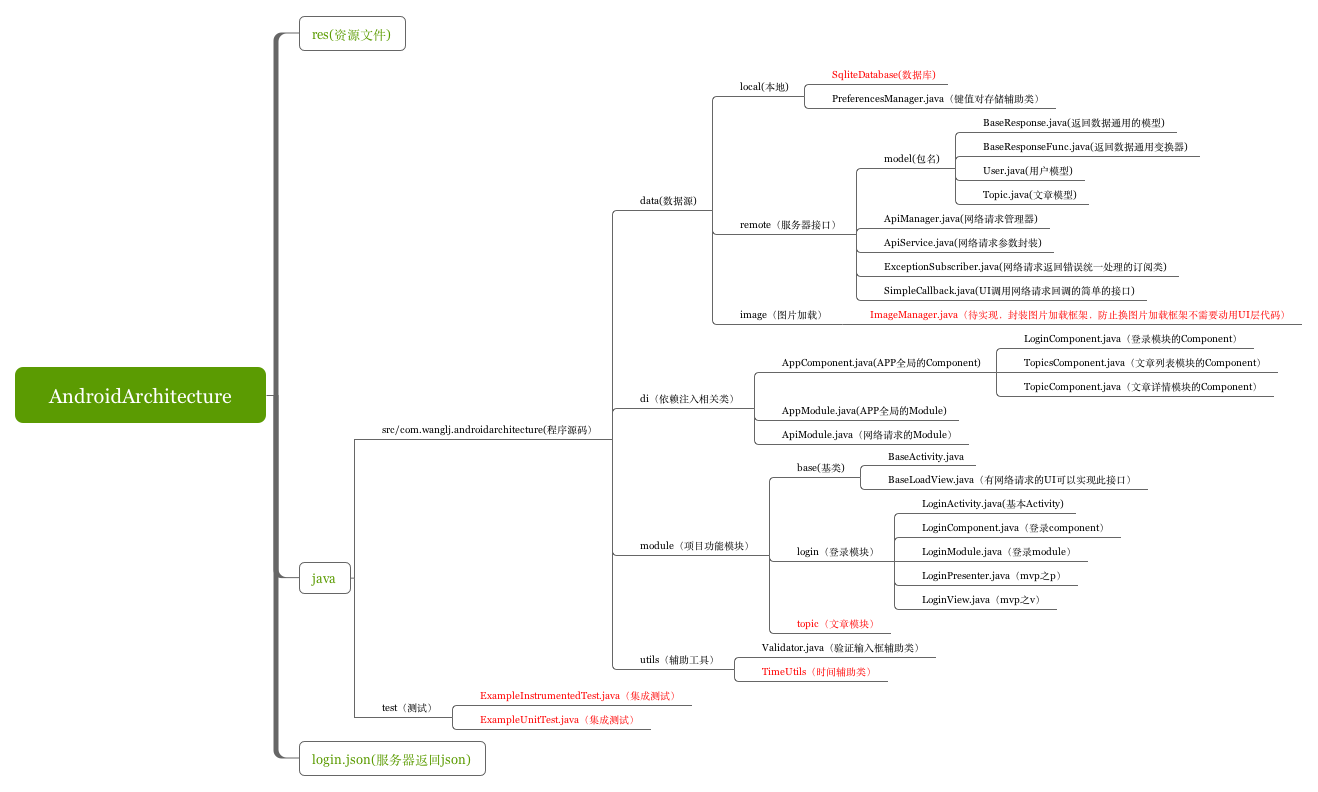 AndroidArchitecture
res(资源文件)
java
src/com.wanglj.androidarchitecture(程序源码）
data(数据源)
local(本地)
SqliteDatabase(数据库)
PreferencesManager.java（键值对存储辅助类）
remote（服务器接口）
model(包名)
BaseResponse.java(返回数据通用的模型)
BaseResponseFunc.java(返回数据通用变换器)
User.java(用户模型)
Topic.java(文章模型)
ApiManager.java(网络请求管理器)
ApiService.java(网络请求参数封装)
ExceptionSubscriber.java(网络请求返回错误统一处理的订阅类)
SimpleCallback.java(UI调用网络请求回调的简单的接口)
image（图片加载）
ImageManager.java（待实现，封装图片加载框架，防止换图片加载框架不需要动用UI层代码）
di（依赖注入相关类）
AppComponent.java(APP全局的Component)
LoginComponent.java（登录模块的Component）
TopicsComponent.java（文章列表模块的Component）
TopicComponent.java（文章详情模块的Component）
AppModule.java(APP全局的Module)
ApiModule.java（网络请求的Module）
module（项目功能模块）
base(基类)
BaseActivity.java
BaseLoadView.java（有网络请求的UI可以实现此接口）
login（登录模块）
LoginActivity.java(基本Activity)
LoginComponent.java（登录component）
LoginModule.java（登录module）
LoginPresenter.java（mvp之p）
LoginView.java（mvp之v）
topic（文章模块）
utils（辅助工具）
Validator.java（验证输入框辅助类）
TimeUtils（时间辅助类）
test（测试）
ExampleInstrumentedTest.java（集成测试）
ExampleUnitTest.java（集成测试）
login.json(服务器返回json)